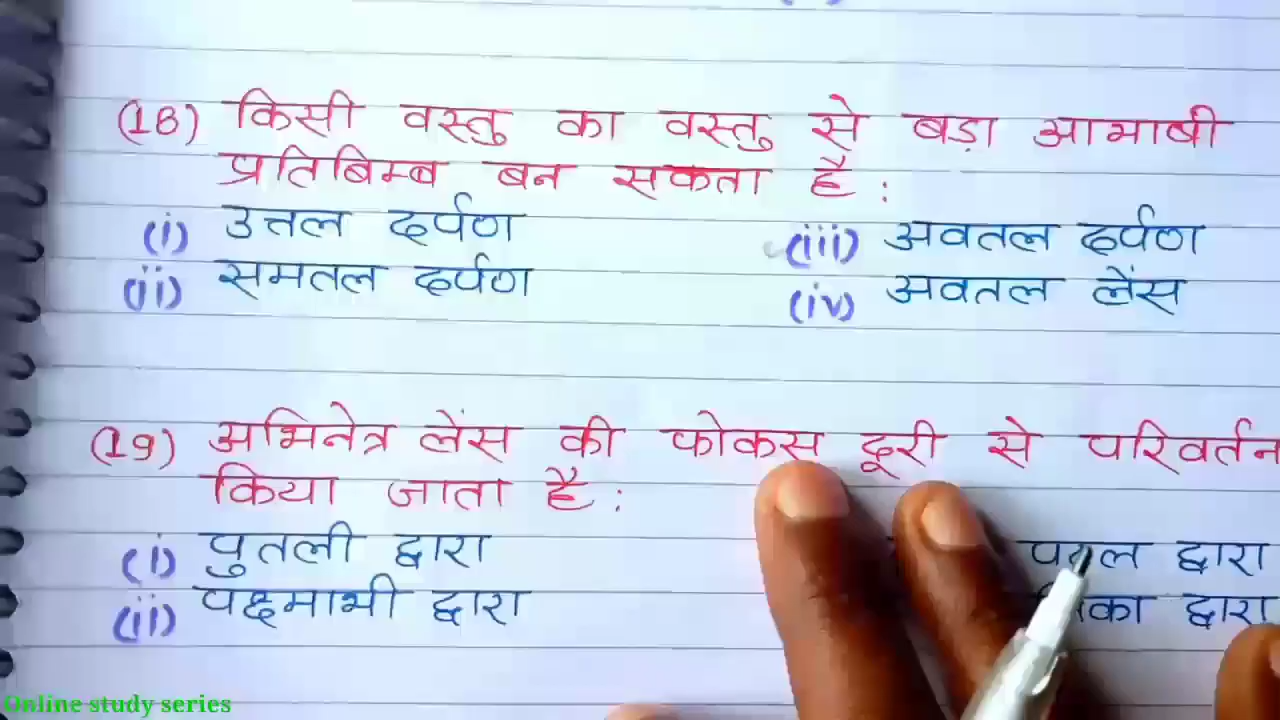 (18) किसी वस्तु का वस्तु से बड़ा आभाषी
प्रतिबिम्ब बन सकता है :
(i) उत्तल दर्पण (iii) अवतल दर्पण
(ii) समतल दर्पण (iv) अवतल लेंस
(19) अभिनेत्र लेंस की फोकस दूरी से परिवर्तन
किया जाता है :
(i) पुतली द्वारा द्वारा
(ii) पक्ष्माभी द्वारा द्वारा
Online study series